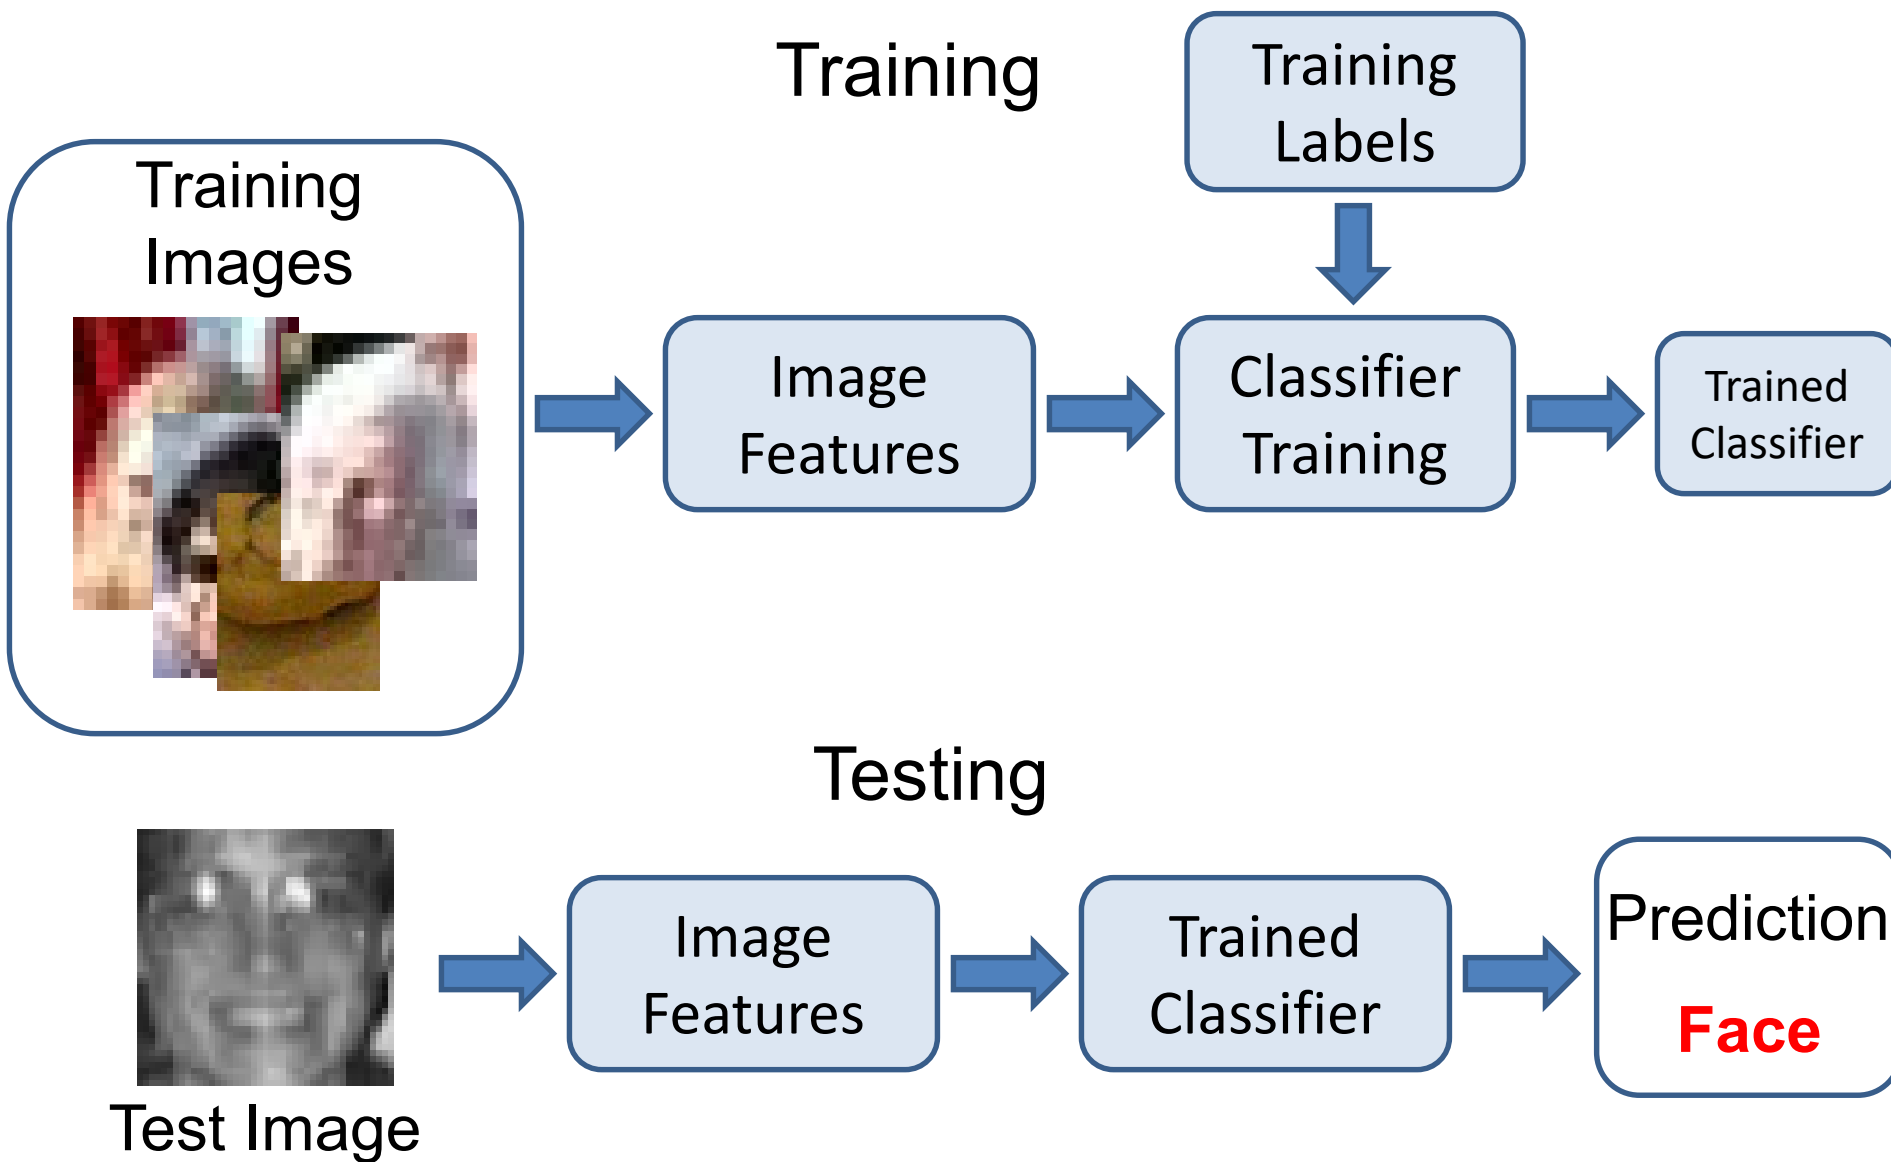 Training
Training
Labels
Training
Images
Image
Features
Classifier
Training
Trained
Classifier
Testing
Image
Features
Trained
Classifier
Prediction
Face
Test Image